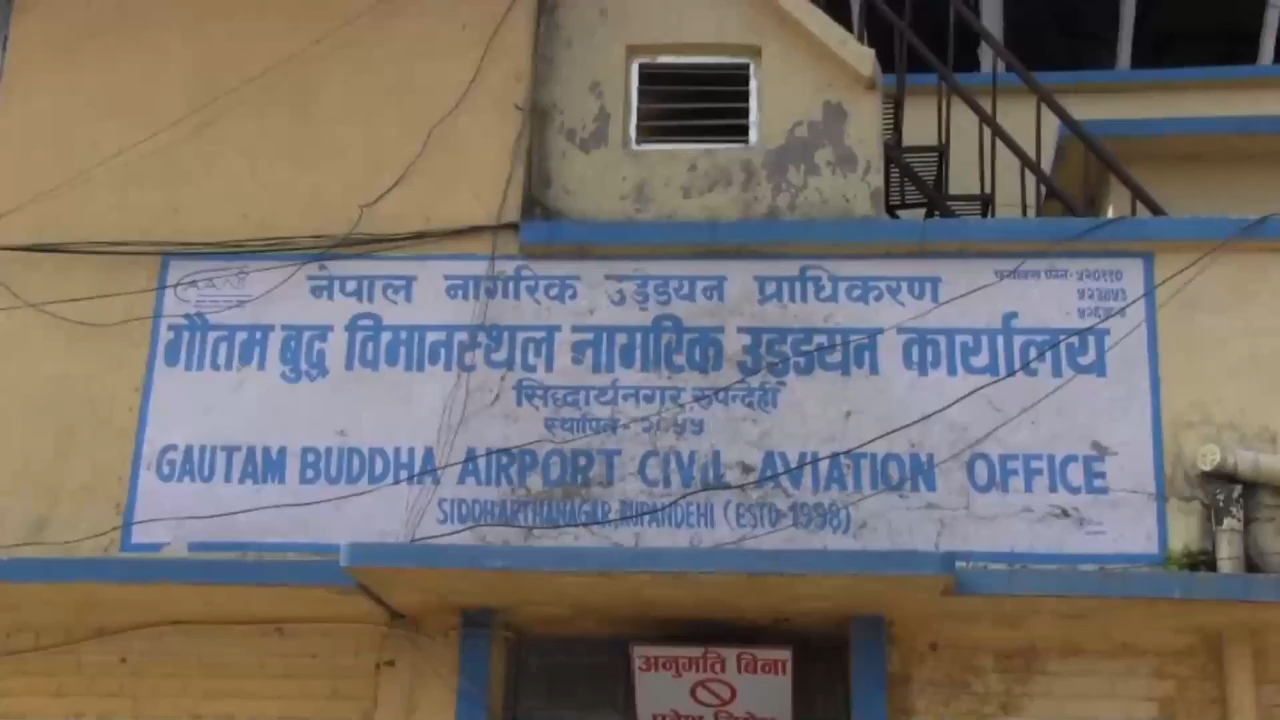 नेपाल नागरिक उड्डयन प्राधिकरण
गौतम बुद्ध विमानस्थल नागरिक उड्डयन कार्यालय
सिद्धार्थनगर, रुपन्देही
स्थापित - २०५५
GAUTAM BUDDHA AIRPORT CIVIL AVIATION OFFICE
SIDDHARTHANAGAR, RUPANDEHI (ESTD-1998)
अनुमति बिना